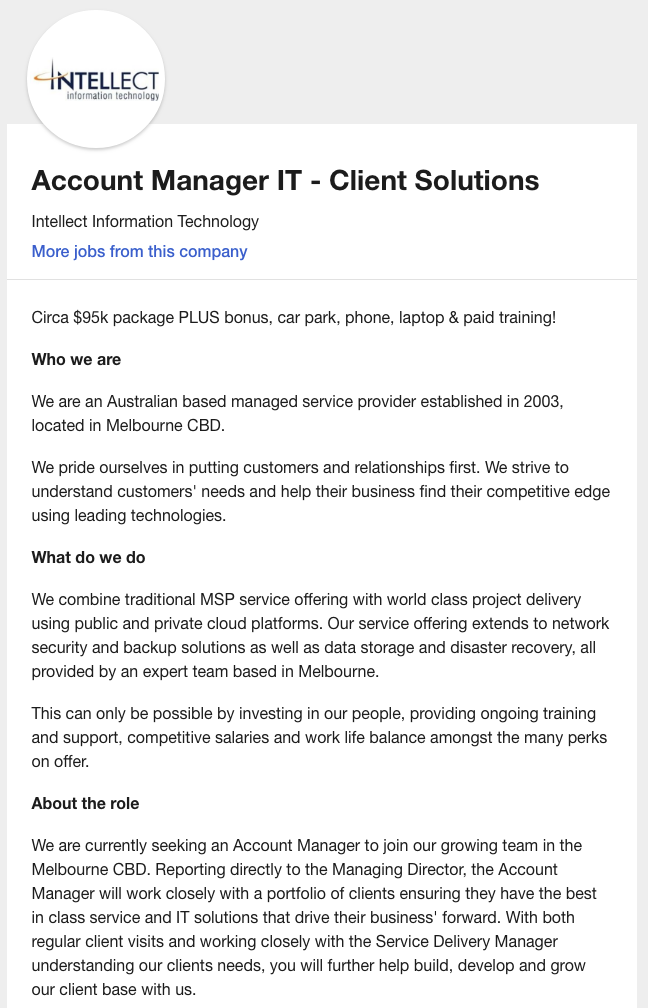 INTELLECT
information technology
Account Manager IT - Client Solutions
Intellect Information Technology
More jobs from this company
Circa $95k package PLUS bonus, car park, phone, laptop & paid training!
Who we are
We are an Australian based managed service provider established in 2003,
located in Melbourne CBD.
We pride ourselves in putting customers and relationships first. We strive to
understand customers' needs and help their business find their competitive edge
using leading technologies.
What do we do
We combine traditional MSP service offering with world class project delivery
using public and private cloud platforms. Our service offering extends to network
security and backup solutions as well as data storage and disaster recovery, all
provided by an expert team based in Melbourne.
This can only be possible by investing in our people, providing ongoing training
and support, competitive salaries and work life balance amongst the many perks
on offer.
About the role
We are currently seeking an Account Manager to join our growing team in the
Melbourne CBD. Reporting directly to the Managing Director, the Account
Manager will work closely with a portfolio of clients ensuring they have the best
in class service and IT solutions that drive their business' forward. With both
regular client visits and working closely with the Service Delivery Manager
understanding our clients needs, you will further help build, develop and grow
our client base with us.